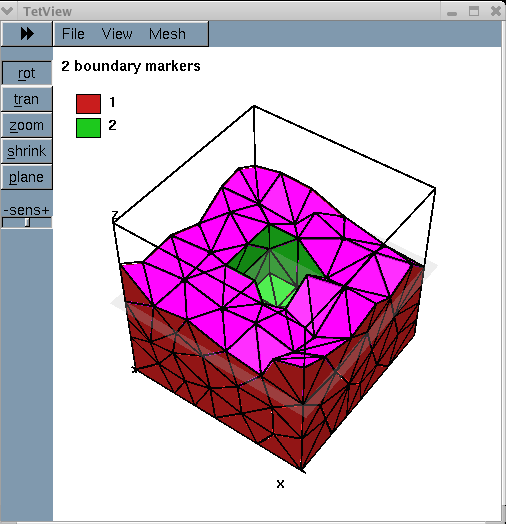 TetView
File View Mesh
rot
tran
zoom
shrink
plane
-sens+
2 boundary markers
1
2
z
x